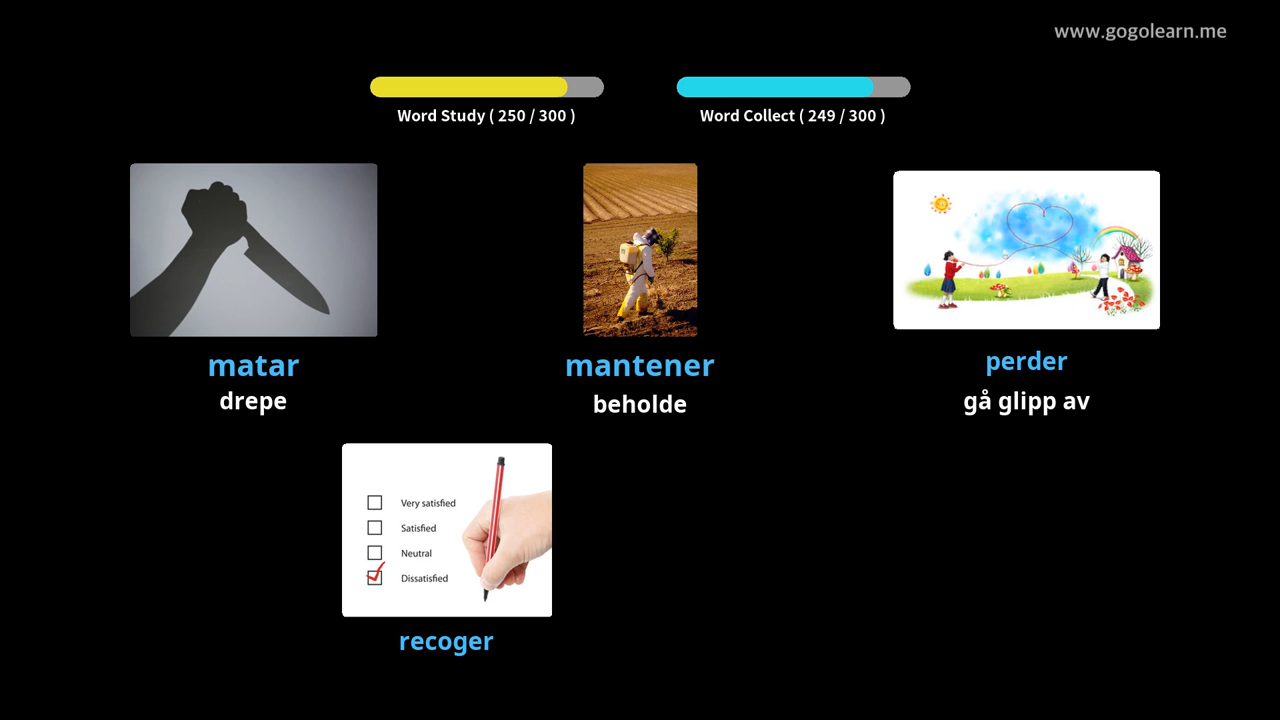 www.gogolearn.me
Word Study ( 250 / 300 )
Word Collect ( 249 / 300 )
matar
drepe
mantener
beholde
perder
gå glipp av
Very satisfied
Satisfied
Neutral
Dissatisfied
recoger